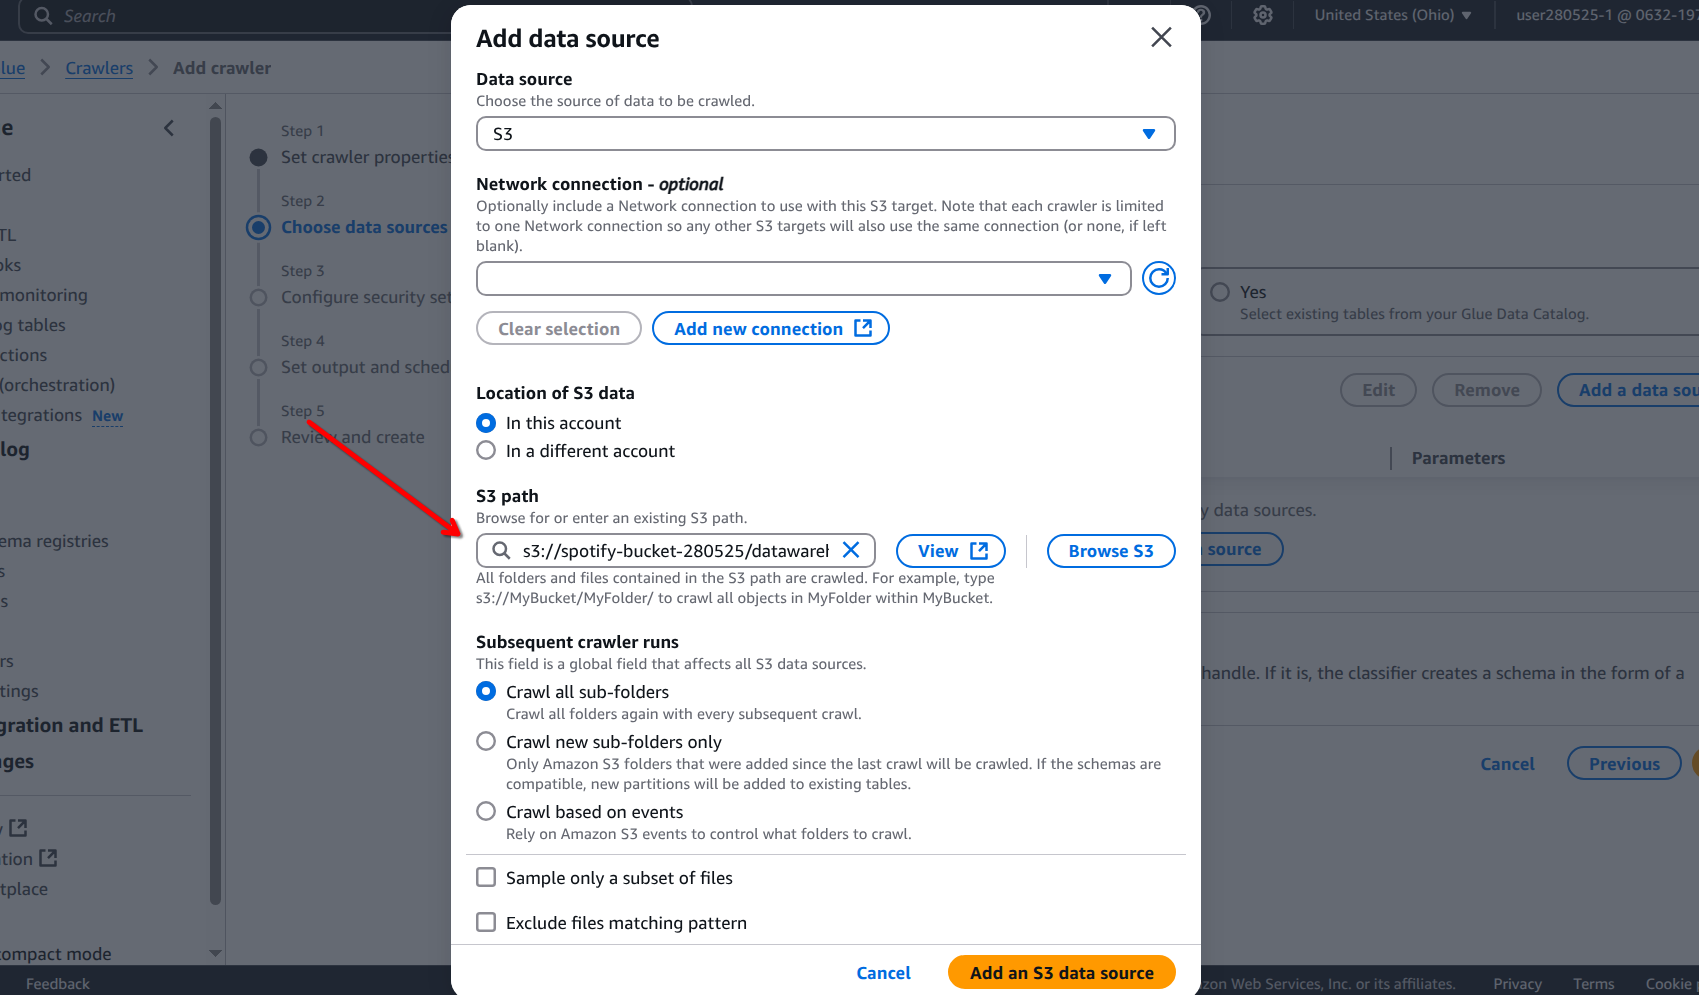 Search
United States (Ohio)
user280525-1 @ 0632-197
lue
Crawlers
Add crawler
e
rted
TL
oks
monitoring
og tables
ctions
(orchestration)
ntegrations New
log
ema registries
s
s
rs
tings
gration and ETL
ges
y
ation
tplace
ompact mode
Step 1
Set crawler properties
Step 2
Choose data sources
Step 3
Configure security set
Step 4
Set output and sched
Step 5
Review and create
Add data source
Data source
Choose the source of data to be crawled.
S3
Network connection - optional
Optionally include a Network connection to use with this S3 target. Note that each crawler is limited
to one Network connection so any other S3 targets will also use the same connection (or none, if left
blank).
Clear selection
Add new connection
Location of S3 data
In this account
In a different account
S3 path
Browse for or enter an existing S3 path.
s3://spotify-bucket-280525/datawareh
View
Browse S3
All folders and files contained in the S3 path are crawled. For example, type
s3://MyBucket/MyFolder/ to crawl all objects in MyFolder within MyBucket.
Subsequent crawler runs
This field is a global field that affects all S3 data sources.
Crawl all sub-folders
Crawl all folders again with every subsequent crawl.
Crawl new sub-folders only
Only Amazon S3 folders that were added since the last crawl will be crawled. If the schemas are
compatible, new partitions will be added to existing tables.
Crawl based on events
Rely on Amazon S3 events to control what folders to crawl.
Sample only a subset of files
Exclude files matching pattern
Cancel
Add an S3 data source
Yes
Select existing tables from your Glue Data Catalog.
Edit
Remove
Add a data sou
Parameters
y data sources.
source
handle. If it is, the classifier creates a schema in the form of a
Cancel
Previous
Feedback
zon Web Services, Inc. or its affiliates.
Privacy
Terms
Cookie